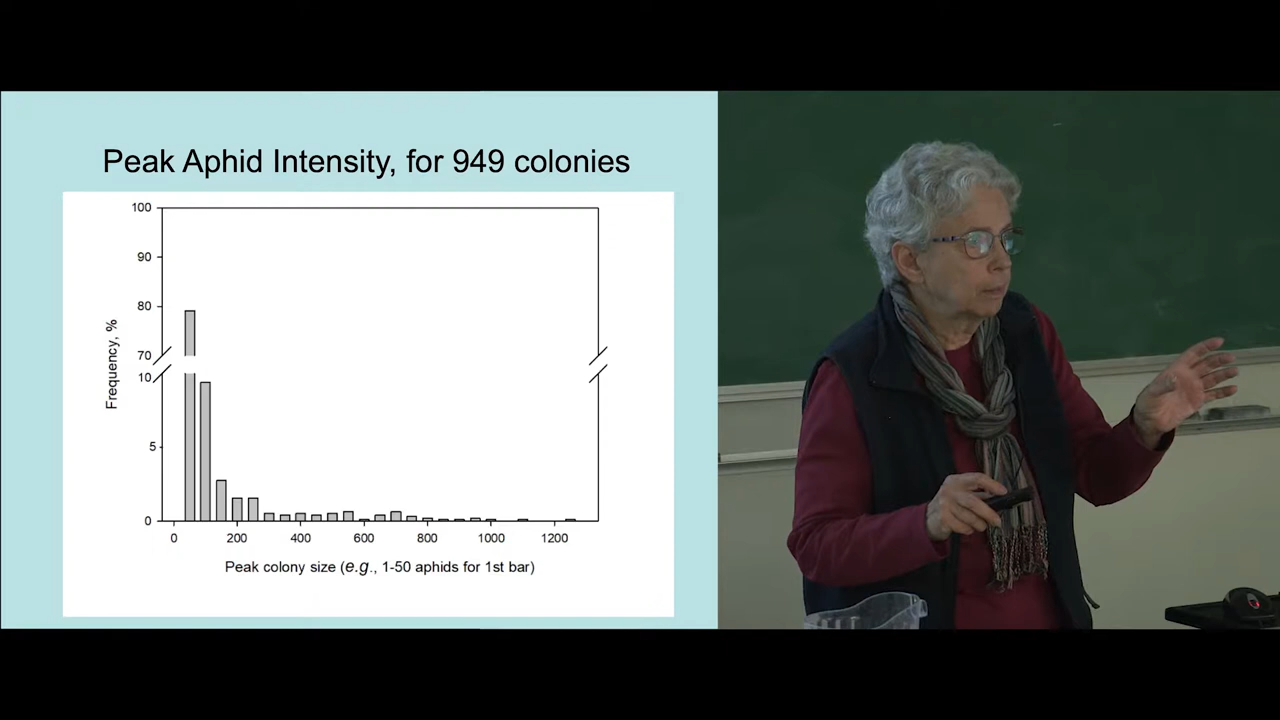 Peak Aphid Intensity, for 949 colonies
100
90
80
70
10
5
0
Frequency, %
0 200 400 600 800 1000 1200
Peak colony size (e.g., 1-50 aphids for 1st bar)